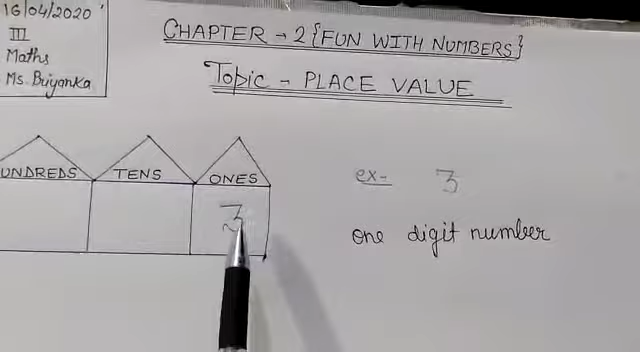 16/04/2020
III
Maths
Ms. Briyanka
CHAPTER → 2 {FUN WITH NUMBERS}
Topic - PLACE VALUE
UNDREDS TENS ONES
3
ex- 3
one digit number